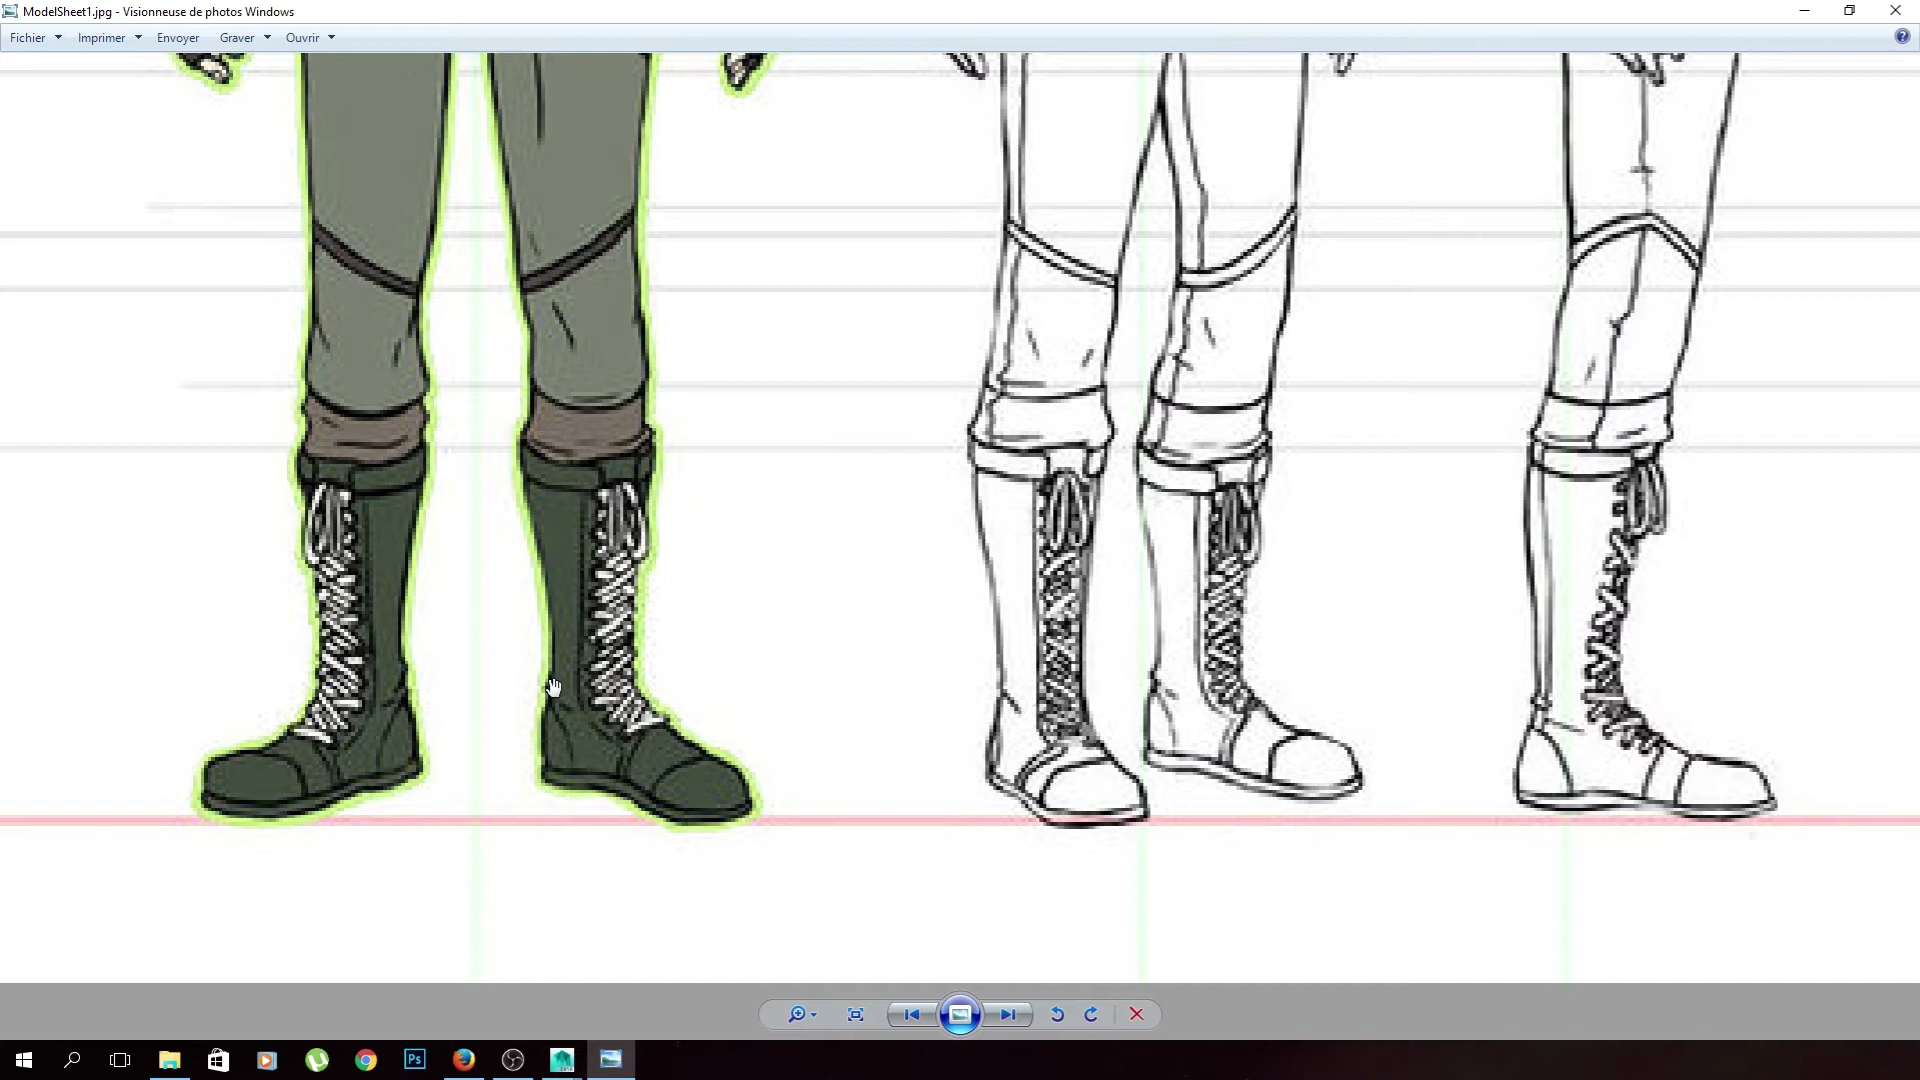 ModelSheet1.jpg - Visionneuse de photos Windows
Fichier Imprimer Envoyer Graver Ouvrir
?
Ps